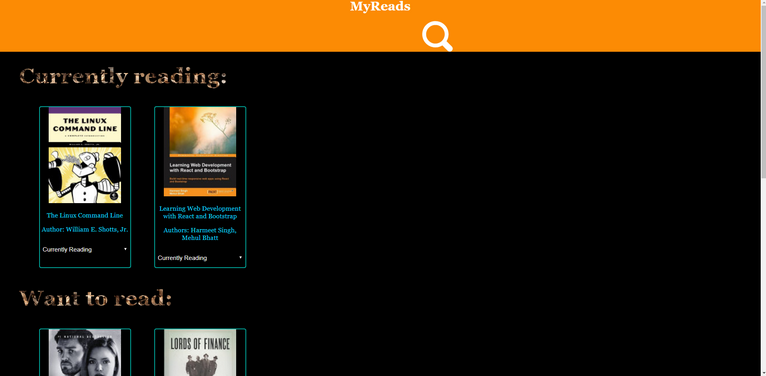 MyReads
Currently reading:
THE LINUX
COMMAND LINE
Learning Web Development
with React and Bootstrap
The Linux Command Line
Author: William E. Shotts, Jr.
Currently Reading
Learning Web Development
with React and Bootstrap
Authors: Harmeet Singh,
Mehul Bhatt
Currently Reading
Want to read:
LORDS OF FINANCE